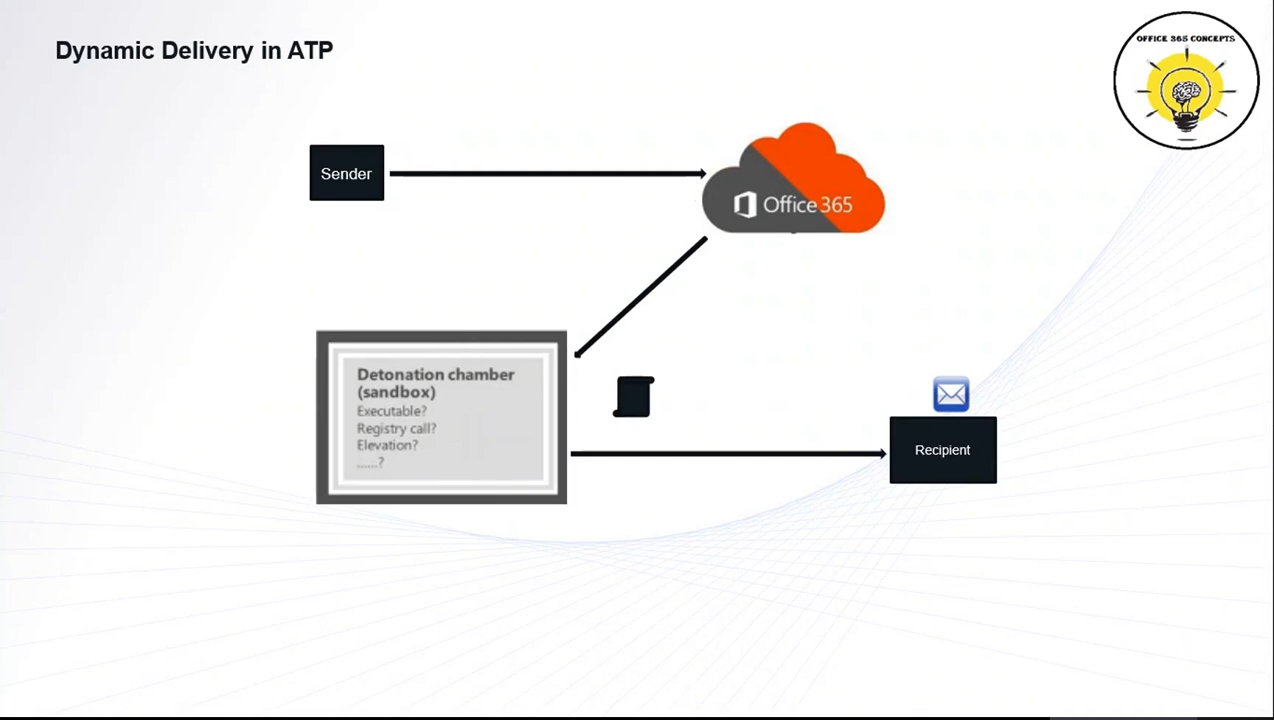 Dynamic Delivery in ATP
OFFICE 365 CONCEPTS
Sender
Office 365
Detonation chamber
(sandbox)
Executable?
Registry call?
Elevation?
......?
Recipient